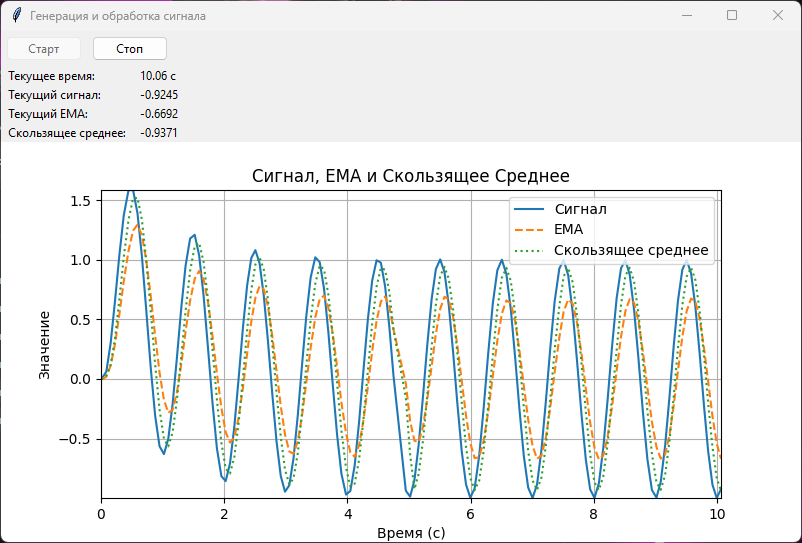 Генерация и обработка сигнала
Старт Стоп
Текущее время: 10.06 с
Текущий сигнал: -0.9245
Текущий EMA: -0.6692
Скользящее среднее: -0.9371
Сигнал, EMA и Скользящее Среднее
1.5
1.0
0.5
0.0
−0.5
Значение
Сигнал
EMA
Скользящее среднее
0 2 4 6 8 10
Время (с)